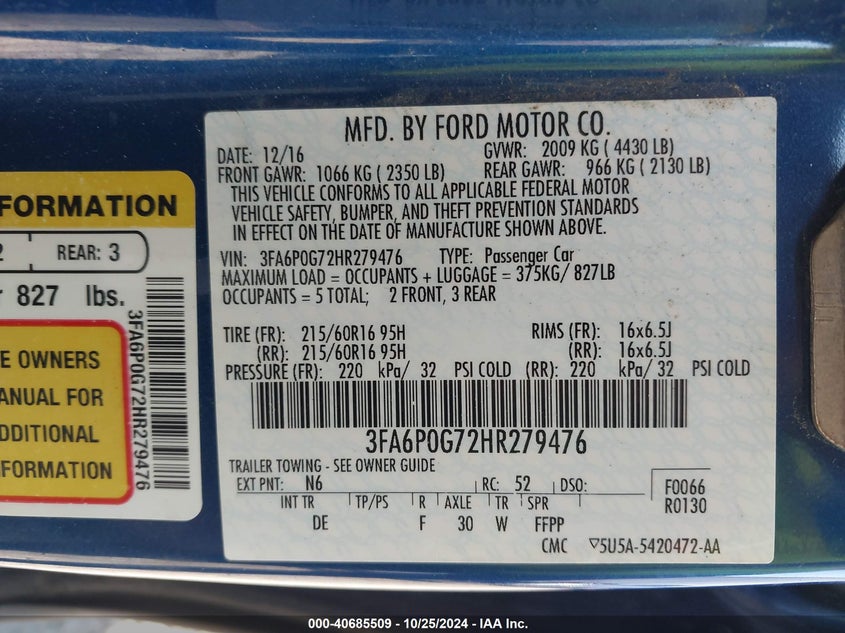 MFD. BY FORD MOTOR CO.
DATE: 12/16 GVWR: 2009 KG ( 4430 LB)
FRONT GAWR: 1066 KG ( 2350 LB) REAR GAWR: 966 KG ( 2130 LB)
THIS VEHICLE CONFORMS TO ALL APPLICABLE FEDERAL MOTOR
VEHICLE SAFETY, BUMPER, AND THEFT PREVENTION STANDARDS
IN EFFECT ON THE DATE OF MANUFACTURE SHOWN ABOVE.
VIN: 3FA6P0G72HR279476 TYPE: Passenger Car
MAXIMUM LOAD = OCCUPANTS + LUGGAGE = 375KG/ 827LB
OCCUPANTS = 5 TOTAL; 2 FRONT, 3 REAR
TIRE (FR): 215/60R16 95H RIMS (FR): 16x6.5J
(RR): 215/60R16 95H (RR): 16x6.5J
PRESSURE (FR): 220 kPa/ 32 PSI COLD (RR): 220 kPa/ 32 PSI COLD
3FA6P0G72HR279476
TRAILER TOWING - SEE OWNER GUIDE
EXT PNT: N6 RC: 52 DSO:
INT TR TP/PS R AXLE TR SPR
DE F 30 W FFPP
F0066
R0130
CMC ▽5U5A-5420472-AA
FORMATION
2 REAR: 3
r 827 lbs.
E OWNERS
ANUAL FOR
DDITIONAL
FORMATION
3FA6P0G72HR279476
000-40685509 - 10/25/2024 - IAA Inc.